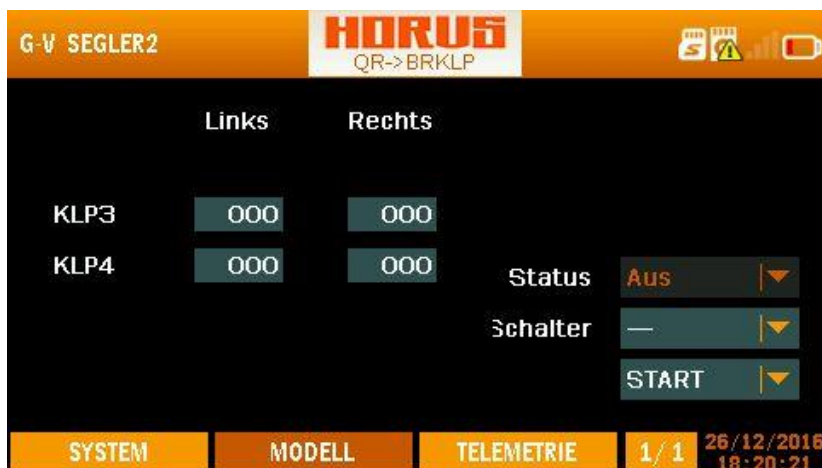 G-V SEGLER2
HORUS
QR->BRKLP
Links Rechts
KLP3 000 000
KLP4 000 000
Status Aus
Schalter —
START
SYSTEM MODELL TELEMETRIE 1/1 26/12/2016
18:20:21